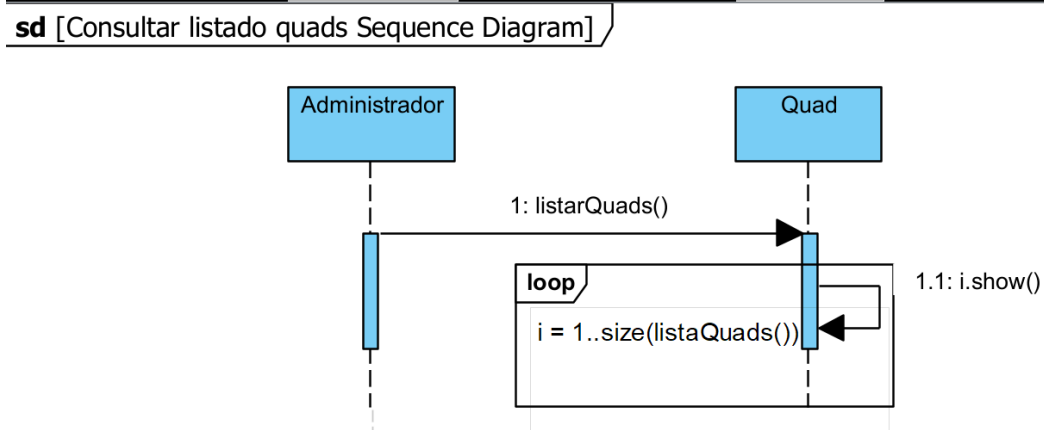 sd [Consultar listado quads Sequence Diagram]
Administrador
Quad
1: listarQuads()
loop
1.1: i.show()
i = 1..size(listaQuads())